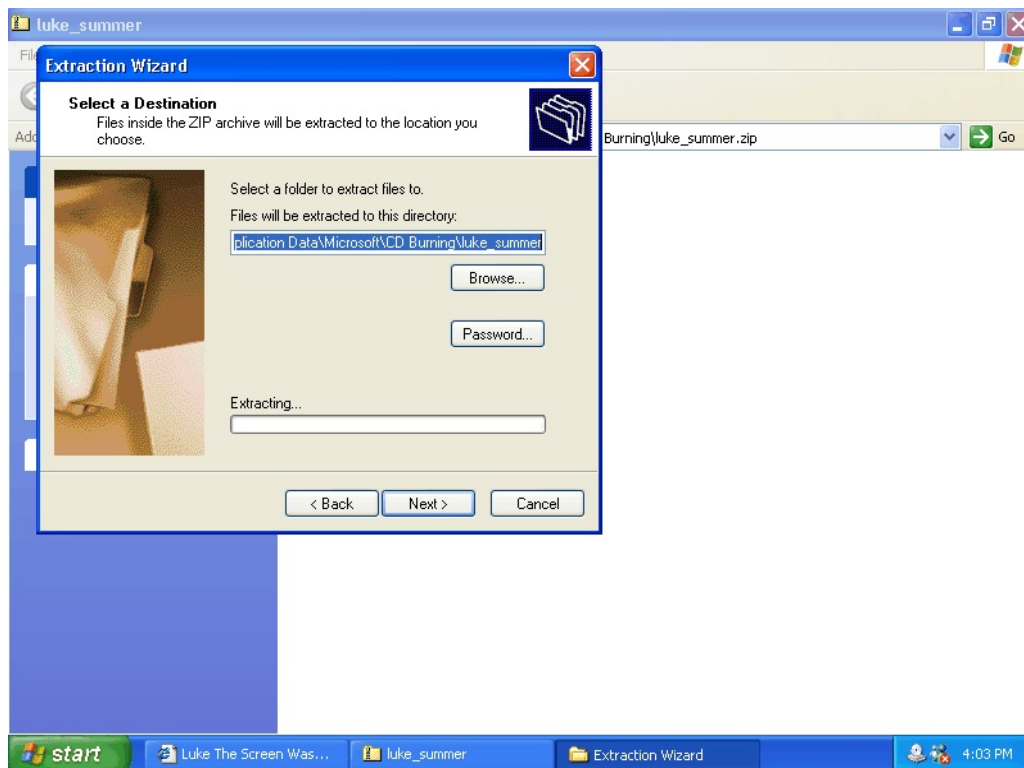 luke_summer
Fil
Extraction Wizard
Select a Destination
Files inside the ZIP archive will be extracted to the location you
choose.
Add
Burning\luke_summer.zip
Go
Select a folder to extract files to.
Files will be extracted to this directory:
plication Data\Microsoft\CD Burning\luke_summer
Browse...
Password...
Extracting...
< Back
Next >
Cancel
start
Luke The Screen Was...
luke_summer
Extraction Wizard
4:03 PM